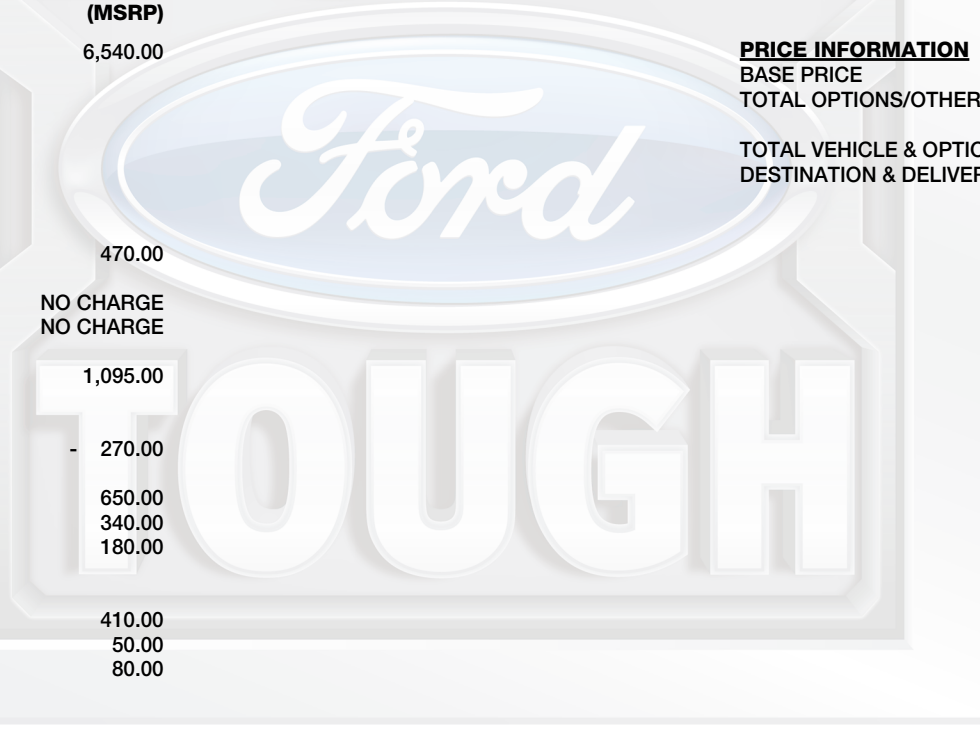 (MSRP)
6,540.00
470.00
NO CHARGE
NO CHARGE
1,095.00
- 270.00
650.00
340.00
180.00
410.00
50.00
80.00
PRICE INFORMATION
BASE PRICE
TOTAL OPTIONS/OTHER
TOTAL VEHICLE & OPTIO
DESTINATION & DELIVER
Ford
TOUGH